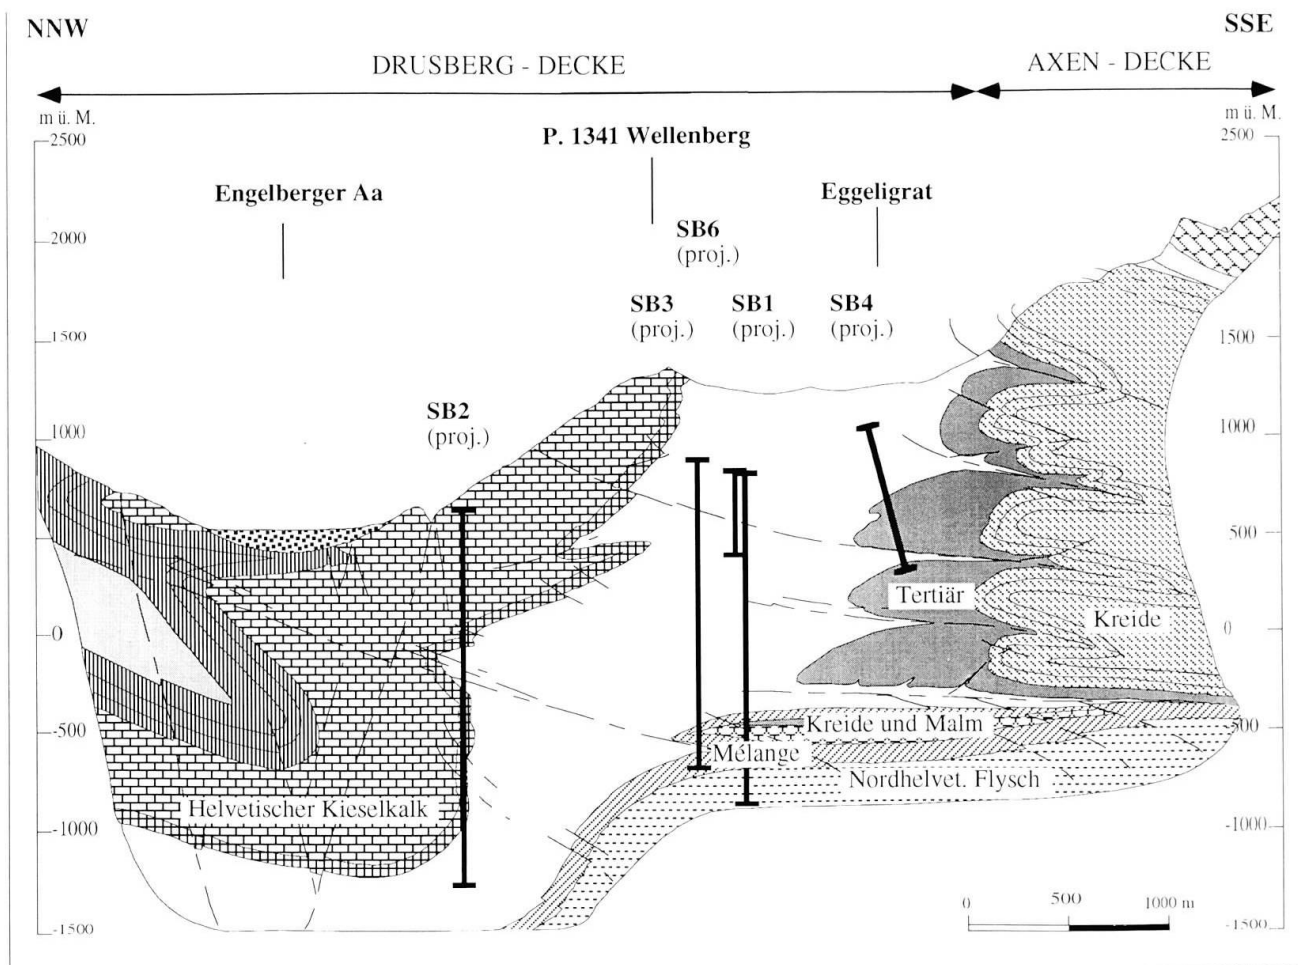 NNW
SSE
DRUSBERG - DECKE
AXEN - DECKE
m ü. M.
m ü. M.
2500
2500
P. 1341 Wellenberg
Engelberger Aa
Eggeligrat
2000
2000
SB6
(proj.)
SB3
(proj.)
SB1
(proj.)
SB4
(proj.)
1500
1500
SB2
(proj.)
1000
1000
500
Tertiär
Kreide
0
0
-500
500
Kreide und Malm
Mélange
Nordhelvet. Flysch
Helvetischer Kieselkalk
-1000
-1000
0 500 1000 m
-1500
-1500